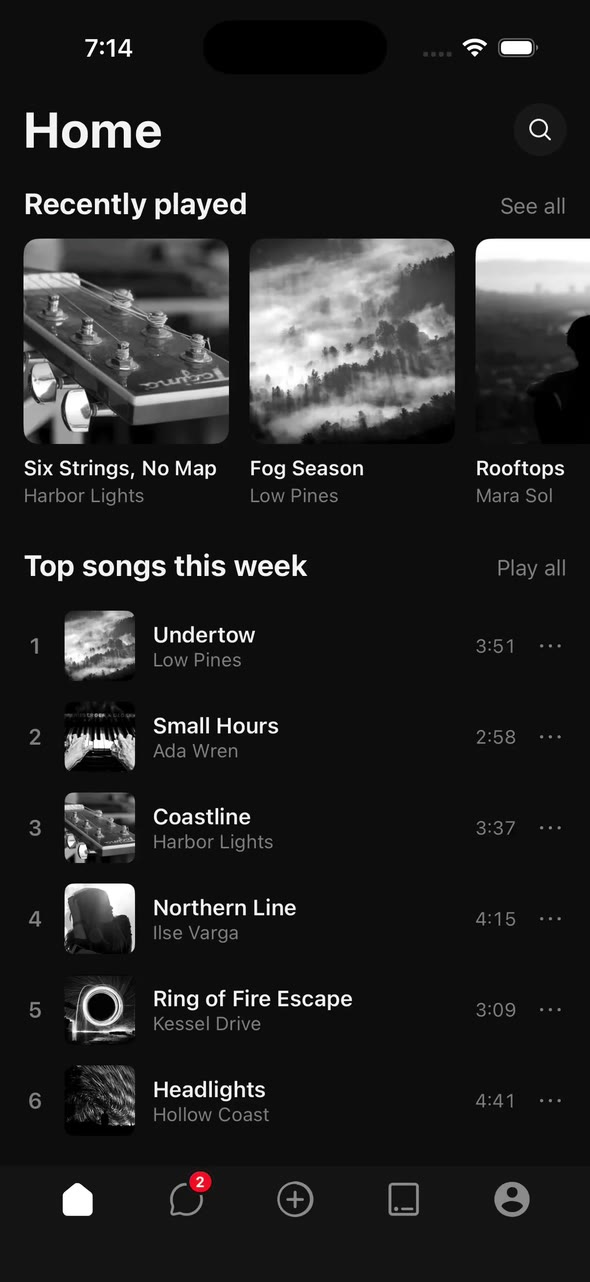 7:14
Home
Recently played
See all
Six Strings, No Map
Harbor Lights
Fog Season
Low Pines
Rooftops
Mara Sol
Top songs this week
Play all
1
Undertow
Low Pines
3:51
2
Small Hours
Ada Wren
2:58
3
Coastline
Harbor Lights
3:37
4
Northern Line
Ilse Varga
4:15
5
Ring of Fire Escape
Kessel Drive
3:09
6
Headlights
Hollow Coast
4:41
2